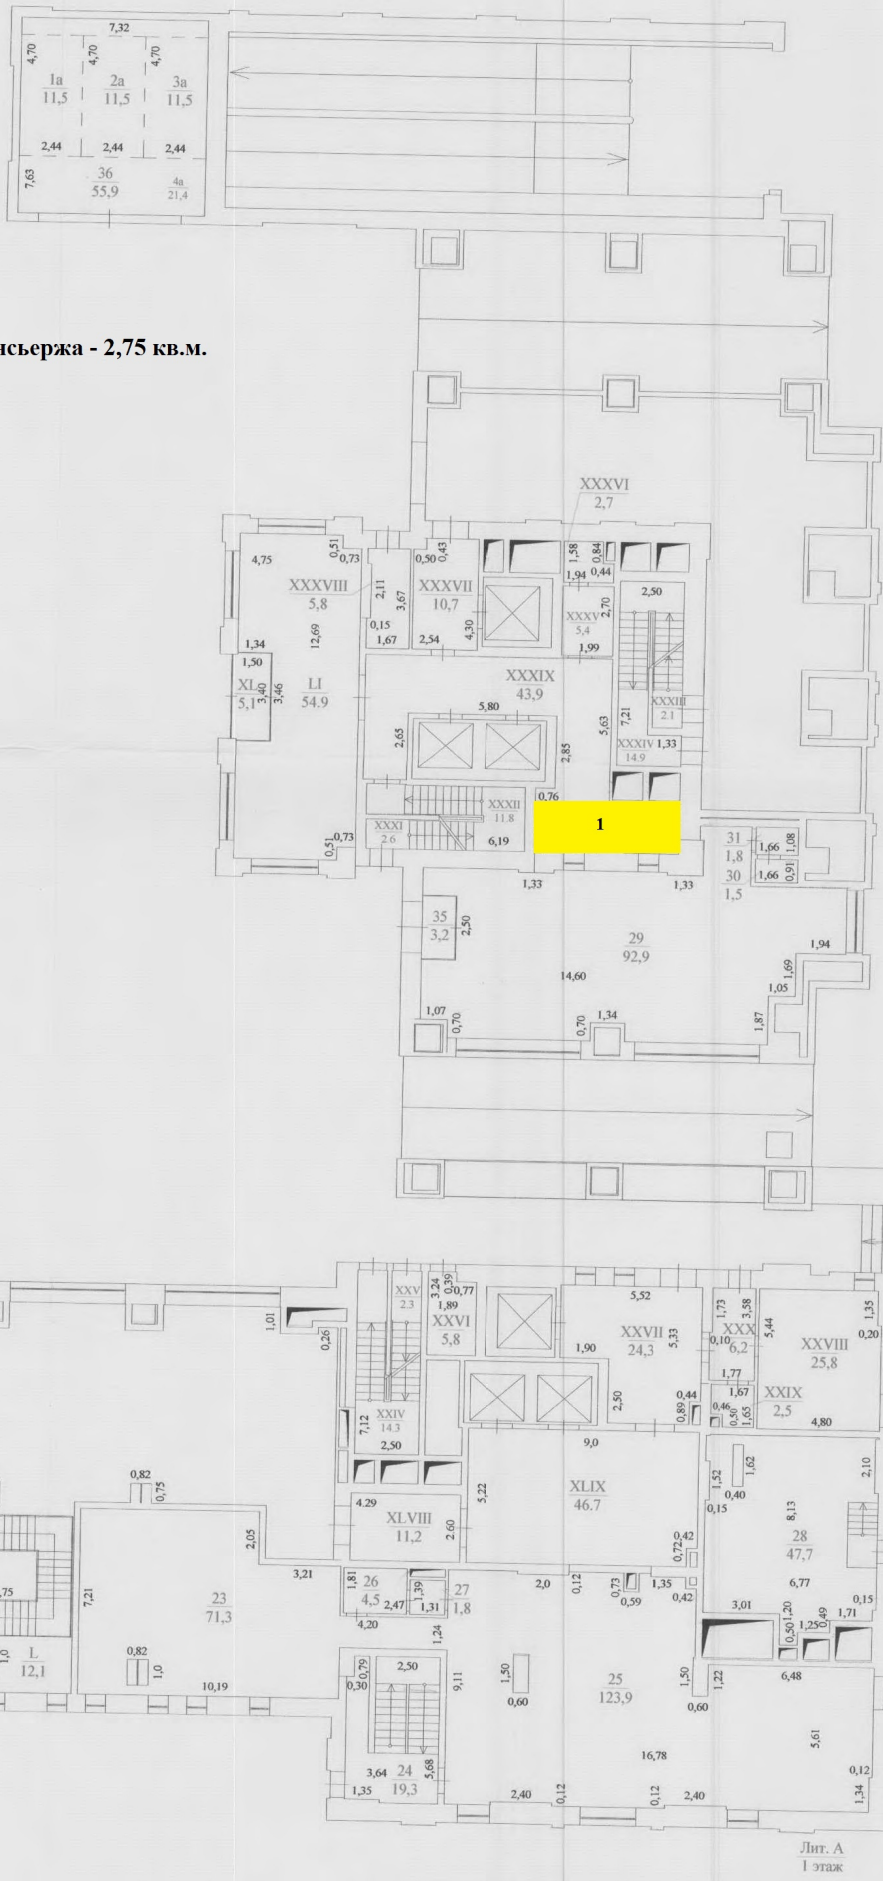 7,32
4,70 4,70 4,70
1а 2а 3а
11,5 11,5 11,5
2,44 2,44 2,44
7,63
36 4а
55,9 21,4
нсьержа - 2,75 кв.м.
XXXVI
2,7
4,75 0,51 0,73 0,50 0,43 1,58 0,84
XXXVIII 2,11 XXXVII 1,94 0,44 2,50
5,8 3,67 10,7 XXXV 2,70
12,69 0,15 4,30 5,4
1,34 1,67 2,54 1,99
1,50
XL 3,40 3,46 LI XXXIX XXXIII
5,1 54.9 43,9 2.1
5,80 5,63 7,21
2,65 2,85 XXXIV 1,33
14.9
0,76
XXXII
11.8
XXXI 1
2.6 6,19
0,51 0,73
31 1,66 1,08
1,8
30 1,66 0,91
1,5
1,33 1,33
35 2,50
3,2
29
92,9
1,94
14,60 1,69
1,05
1,07 0,70 0,70 1,34 1,87
XXV 3,24 0,39 0,77
2.3 1,89
1,01 0,26 XXVI
5,8
5,52 1,73 3,58 1,35
1,90 XXVII 5,33 0,10 XXX 5,44 0,20
24,3 6,2 XXVIII
25,8
1,77
2,50 0,44 1,67 XXIX
0,89 0,46 0,50 1,65 2,5
4,80
7,12 XXIV
14.3
2,50
9,0
5,22 XLIX
46.7
1,52 1,62 2,10
0,40
0,15 8,13
0,82
0,75
4.29
XLVIII 2.60
11,2
0,72 0,42
28
47,7
2,05
3,21
1,81 26 1,39 27
4,5 1,8
2,47 1,31
2,0 0,12 0,73 1,35
0,59 0,42
6,77
0,15
3,01 1,20 0,49 1,71
0,50 1,25
7,21 23
71,3
4,20
1,24
,75
1,0 L
12,1
0,82
1,0
10,19
0,79 2,50
0,30
9,11 1,50
0,60
25
123,9
1,50 1,22
0,60
6,48
5,61
16,78
3,64 24 5,68
19,3
1,35
2,40 0,12 0,12 2,40
0,12
1,34
Лит. А
1 этаж